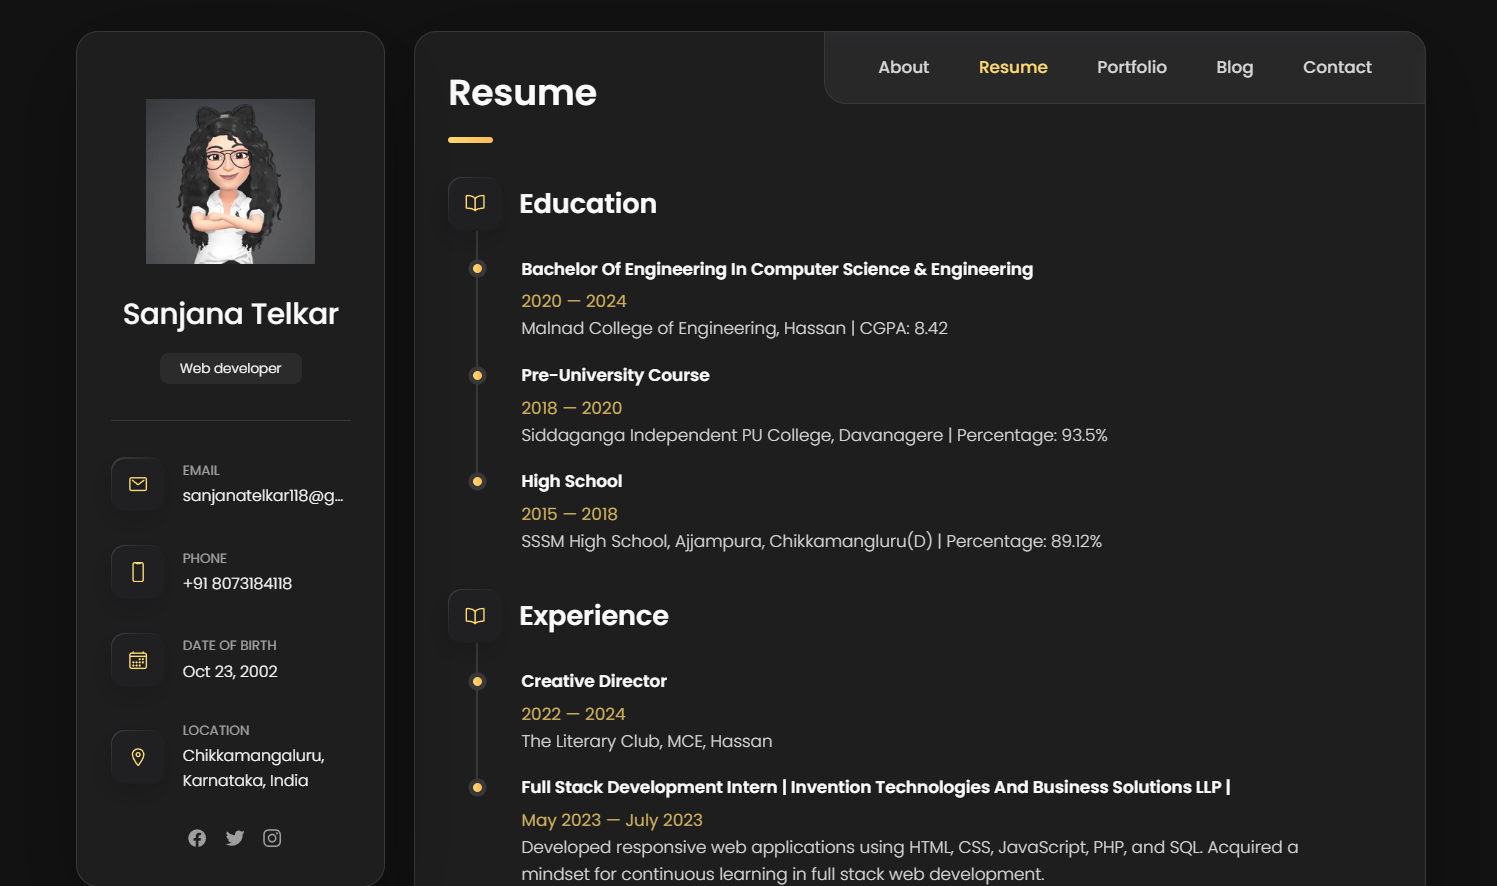 Sanjana Telkar
Web developer
EMAIL
sanjanatelkar118@g...
PHONE
+91 8073184118
DATE OF BIRTH
Oct 23, 2002
LOCATION
Chikkamangaluru,
Karnataka, India
About Resume Portfolio Blog Contact
Resume
Education
Bachelor Of Engineering In Computer Science & Engineering
2020 — 2024
Malnad College of Engineering, Hassan | CGPA: 8.42
Pre-University Course
2018 — 2020
Siddaganga Independent PU College, Davanagere | Percentage: 93.5%
High School
2015 — 2018
SSSM High School, Ajjampura, Chikkamangluru(D) | Percentage: 89.12%
Experience
Creative Director
2022 — 2024
The Literary Club, MCE, Hassan
Full Stack Development Intern | Invention Technologies And Business Solutions LLP |
May 2023 — July 2023
Developed responsive web applications using HTML, CSS, JavaScript, PHP, and SQL. Acquired a
mindset for continuous learning in full stack web development.